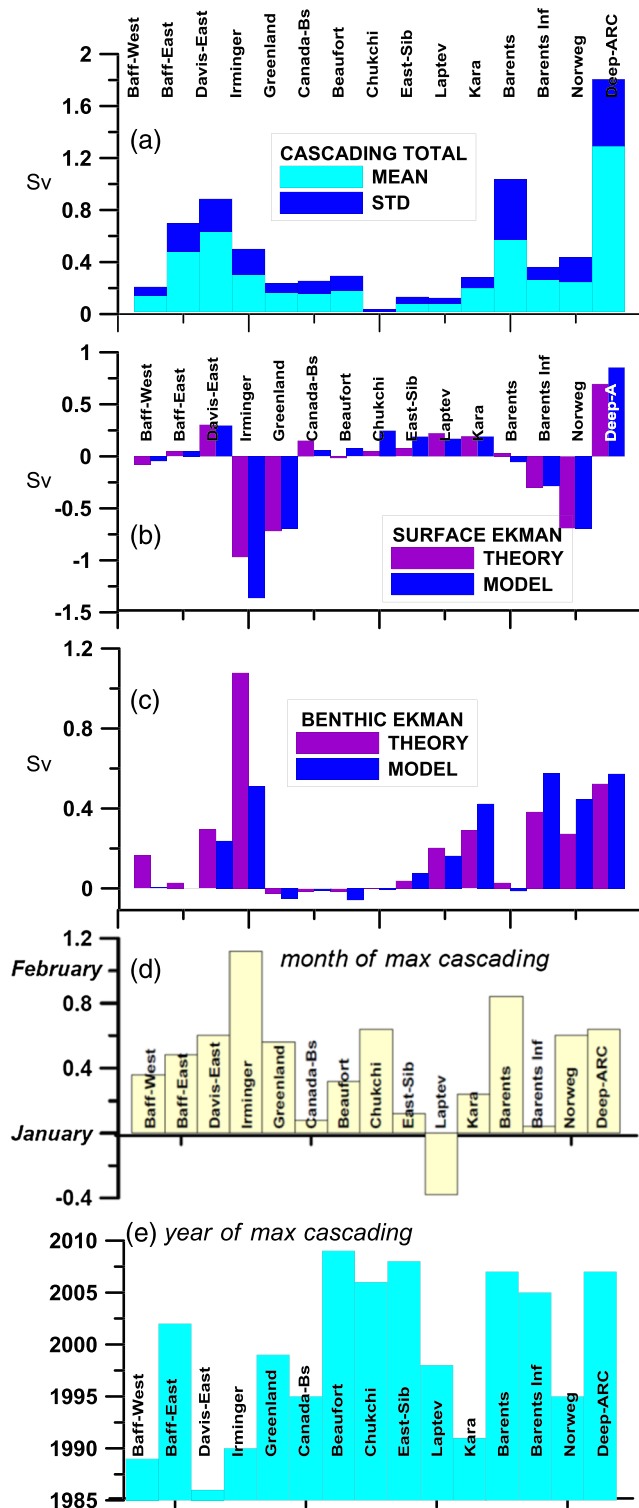 Baff-West
Baff-East
Davis-East
Irminger
Greenland
Canada-Bs
Beaufort
Chukchi
East-Sib
Laptev
Kara
Barents
Barents Inf
Norweg
Deep-ARC
2
1.6
1.2
0.8
0.4
0
Sv
(a)
CASCADING TOTAL
MEAN
STD
1
0.5
0
-0.5
-1
-1.5
Sv
Baff-West
Baff-East
Davis-East
Irminger
Greenland
Canada-Bs
Beaufort
Chukchi
East-Sib
Laptev
Kara
Barents
Barents Inf
Norweg
Deep-A
(b)
SURFACE EKMAN
THEORY
MODEL
1.2
0.8
0.4
0
Sv
(c)
BENTHIC EKMAN
THEORY
MODEL
1.2
February
0.8
0.4
January
-0.4
(d)
month of max cascading
Baff-West
Baff-East
Davis-East
Irminger
Greenland
Canada-Bs
Beaufort
Chukchi
East-Sib
Laptev
Kara
Barents
Barents Inf
Norweg
Deep-ARC
(e) year of max cascading
2010
2005
2000
1995
1990
1985
Baff-West
Baff-East
Davis-East
Irminger
Greenland
Canada-Bs
Beaufort
Chukchi
East-Sib
Laptev
Kara
Barents
Barents Inf
Norweg
Deep-ARC